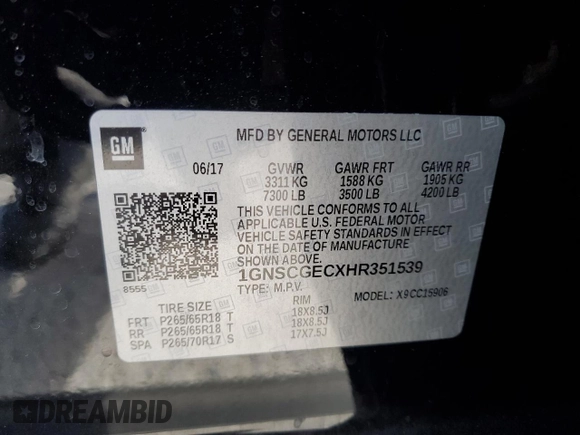 GM
MFD BY GENERAL MOTORS LLC
06/17 GVWR GAWR FRT GAWR RR
3311 KG 1588 KG 1905 KG
7300 LB 3500 LB 4200 LB
THIS VEHICLE CONFORMS TO ALL
APPLICABLE U.S. FEDERAL MOTOR
VEHICLE SAFETY STANDARDS IN EFFECT
ON THE DATE OF MANUFACTURE
SHOWN ABOVE.
1GNSCGECXHR351539
8555
TYPE: M.P.V. MODEL: X9CC15906
TIRE SIZE RIM
FRT P265/65R18 T 18X8.5J
RR P265/65R18 T 18X8.5J
SPA P265/70R17 S 17X7.5J
DREAMBID